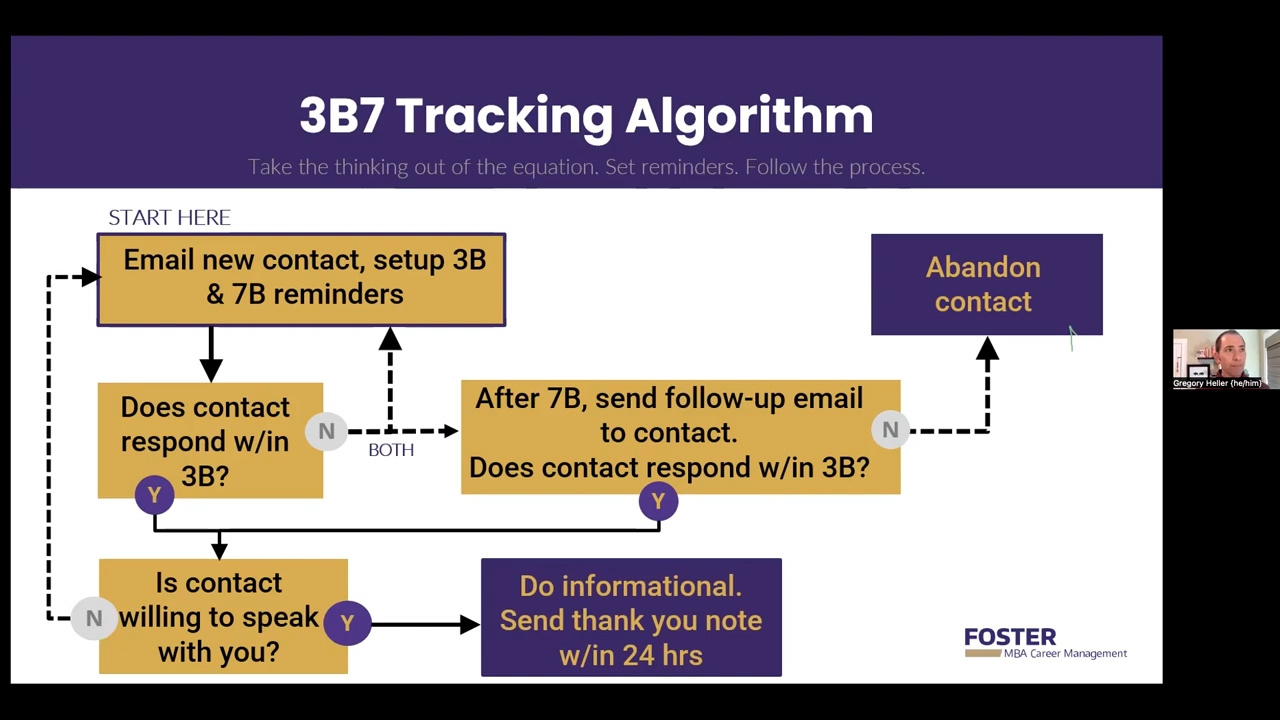 3B7 Tracking Algorithm
Take the thinking out of the equation. Set reminders. Follow the process.
START HERE
Email new contact, setup 3B
& 7B reminders
Abandon
contact
Does contact
respond w/in
3B?
N
BOTH
After 7B, send follow-up email
to contact.
Does contact respond w/in 3B?
N
Y
Y
Is contact
willing to speak
with you?
N
Y
Do informational.
Send thank you note
w/in 24 hrs
FOSTER
MBA Career Management
Gregory Heller (he/him)